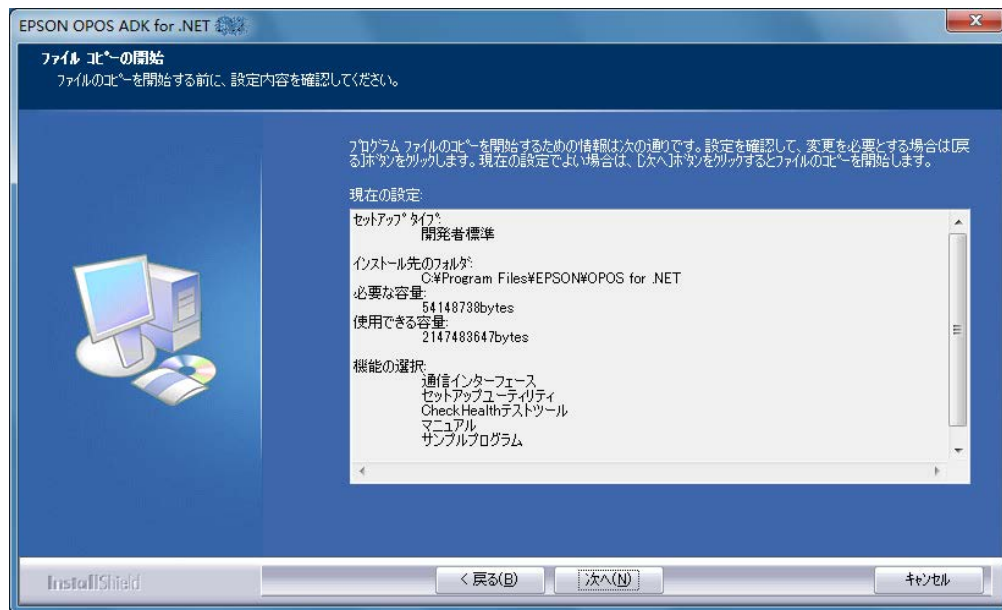 EPSON OPOS ADK for .NET
ファイル コピーの開始
ファイルのコピーを開始する前に、設定内容を確認してください。
プログラム ファイルのコピーを開始するための情報は次の通りです。設定を確認して、変更を必要とする場合は[戻
る]ボタンをクリックします。現在の設定でよい場合は、[次へ]ボタンをクリックするとファイルのコピーを開始します。
現在の設定:
セットアップ タイプ:
開発者標準
インストール先のフォルダ:
C:¥Program Files¥EPSON¥OPOS for .NET
必要な容量:
54148738bytes
使用できる容量:
2147483647bytes
機能の選択:
通信インターフェース
セットアップユーティリティ
CheckHealthテストツール
マニュアル
サンプルプログラム
InstallShield
< 戻る(B)
次へ(N)
キャンセル